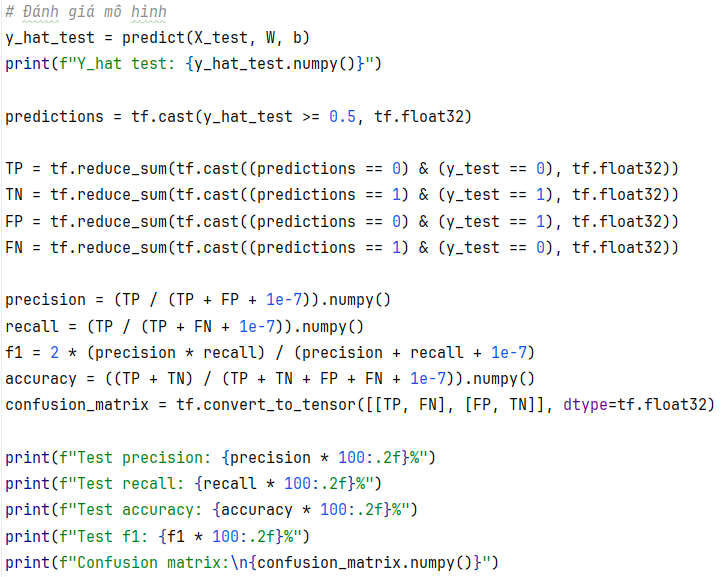 # Đánh giá mô hình
y_hat_test = predict(X_test, W, b)
print(f"Y_hat test: {y_hat_test.numpy()}")
predictions = tf.cast(y_hat_test >= 0.5, tf.float32)
TP = tf.reduce_sum(tf.cast((predictions == 0) & (y_test == 0), tf.float32))
TN = tf.reduce_sum(tf.cast((predictions == 1) & (y_test == 1), tf.float32))
FP = tf.reduce_sum(tf.cast((predictions == 0) & (y_test == 1), tf.float32))
FN = tf.reduce_sum(tf.cast((predictions == 1) & (y_test == 0), tf.float32))
precision = (TP / (TP + FP + 1e-7)).numpy()
recall = (TP / (TP + FN + 1e-7)).numpy()
f1 = 2 * (precision * recall) / (precision + recall + 1e-7)
accuracy = ((TP + TN) / (TP + TN + FP + FN + 1e-7)).numpy()
confusion_matrix = tf.convert_to_tensor([[TP, FN], [FP, TN]], dtype=tf.float32)
print(f"Test precision: {precision * 100:.2f}%")
print(f"Test recall: {recall * 100:.2f}%")
print(f"Test accuracy: {accuracy * 100:.2f}%")
print(f"Test f1: {f1 * 100:.2f}%")
print(f"Confusion matrix:\n{confusion_matrix.numpy()}")